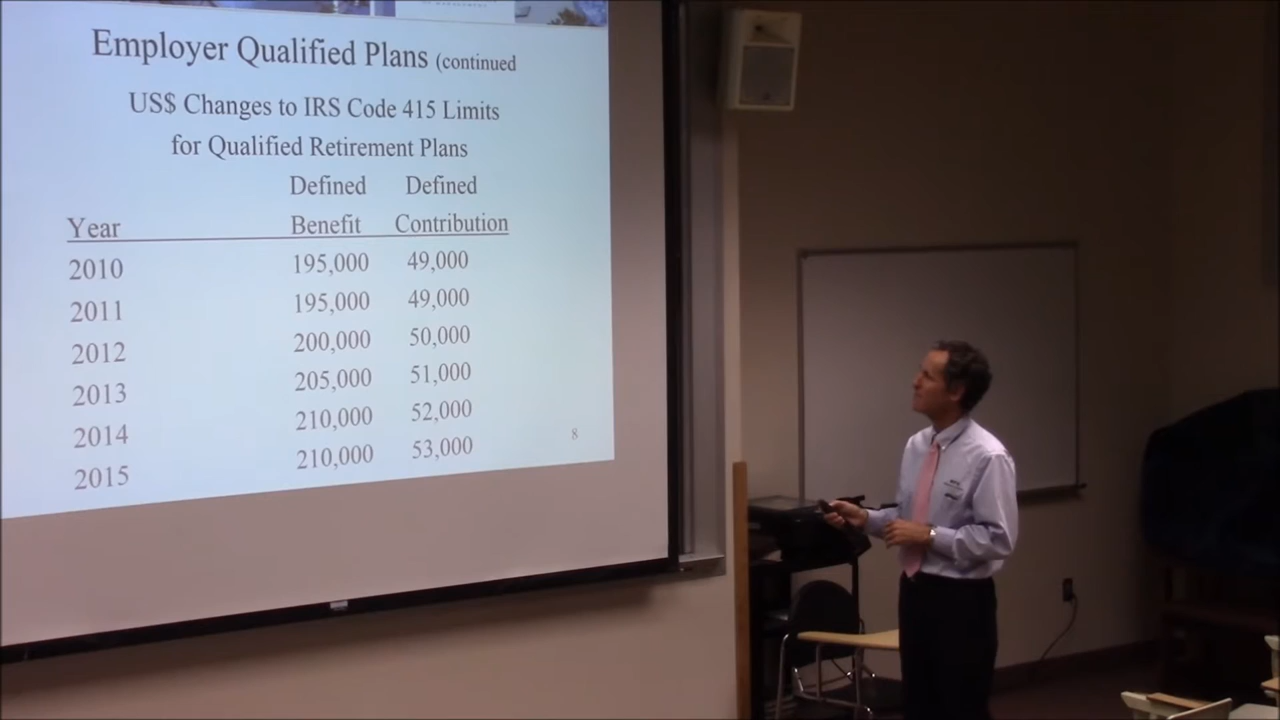 Employer Qualified Plans (continued
US$ Changes to IRS Code 415 Limits
for Qualified Retirement Plans
Defined Defined
Year Benefit Contribution
2010 195,000 49,000
2011 195,000 49,000
2012 200,000 50,000
2013 205,000 51,000
2014 210,000 52,000
2015 210,000 53,000
8